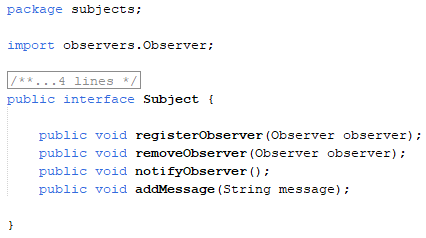 package subjects;
import observers.Observer;
/**...4 lines */
public interface Subject {
public void registerObserver(Observer observer);
public void removeObserver(Observer observer);
public void notifyObserver();
public void addMessage(String message);
}